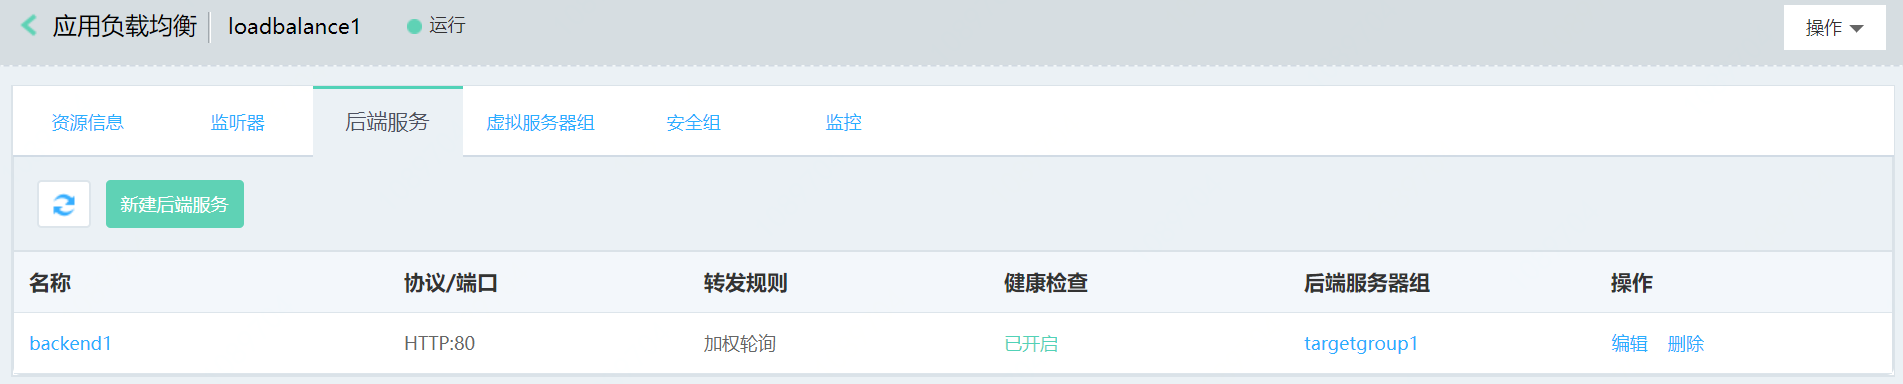 应用负载均衡 loadbalance1 运行 操作
资源信息 监听器 后端服务 虚拟服务器组 安全组 监控
新建后端服务
名称 协议/端口 转发规则 健康检查 后端服务器组 操作
backend1 HTTP:80 加权轮询 已开启 targetgroup1 编辑 删除